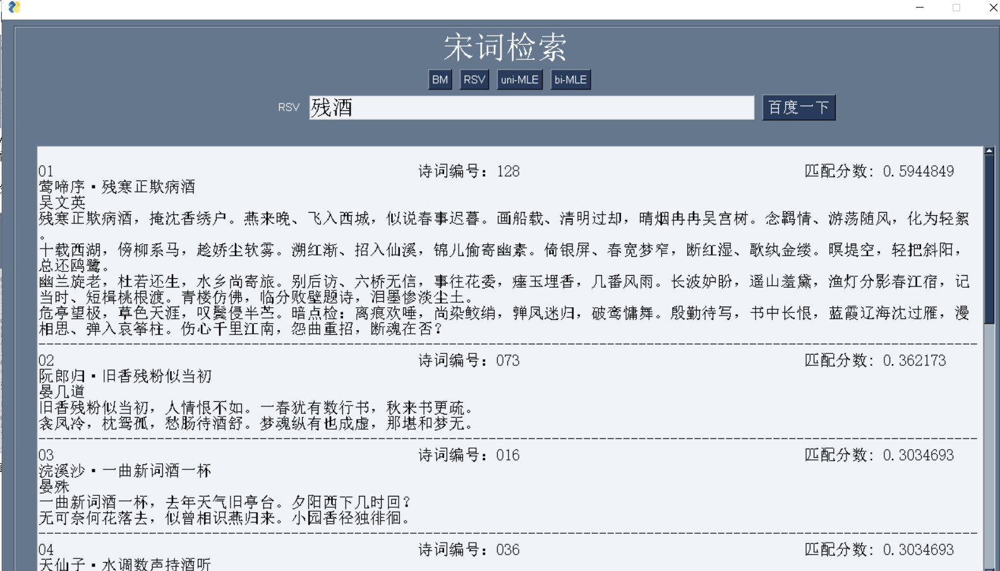 宋词检索
BM RSV uni-MLE bi-MLE
RSV 残酒 百度一下
01 诗词编号: 128 匹配分数: 0.5944849
莺啼序·残寒正欺病酒
吴文英
残寒正欺病酒，掩沈香绣户。燕来晚、飞入西城，似说春事迟暮。画船载、清明过却，晴烟冉冉吴宫树。念羁情、游荡随风，化为轻絮
。
十载西湖，傍柳系马，趁娇尘软雾。溯红渐、招入仙溪，锦儿偷寄幽素。倚银屏、春宽梦窄，断红湿、歌纨金缕。暝堤空，轻把斜阳，
总还鸥鹭。
幽兰旋老，杜若还生，水乡尚寄旅。别后访、六桥无信，事往花委，瘗玉埋香，几番风雨。长波妒盼，遥山羞黛，渔灯分影春江宿，记
当时、短楫桃根渡。青楼仿佛，临分败壁题诗，泪墨惨淡尘土。
危亭望极，草色天涯，叹鬓侵半苎。暗点检：离痕欢唾，尚染鲛绡，亸凤迷归，破鸾慵舞。殷勤待写，书中长恨，蓝霞辽海沈过雁，漫
相思、弹入哀筝柱。伤心千里江南，怨曲重招，断魂在否？
02 诗词编号: 073 匹配分数: 0.362173
阮郎归·旧香残粉似当初
晏几道
旧香残粉似当初，人情恨不如。一春犹有数行书，秋来书更疏。
衾凤冷，枕鸳孤，愁肠待酒舒。梦魂纵有也成虚，那堪和梦无。
03 诗词编号: 016 匹配分数: 0.3034693
浣溪沙·一曲新词酒一杯
晏殊
一曲新词酒一杯，去年天气旧亭台。夕阳西下几时回？
无可奈何花落去，似曾相识燕归来。小园香径独徘徊。
04 诗词编号: 036 匹配分数: 0.3034693
天仙子·水调数声持酒听